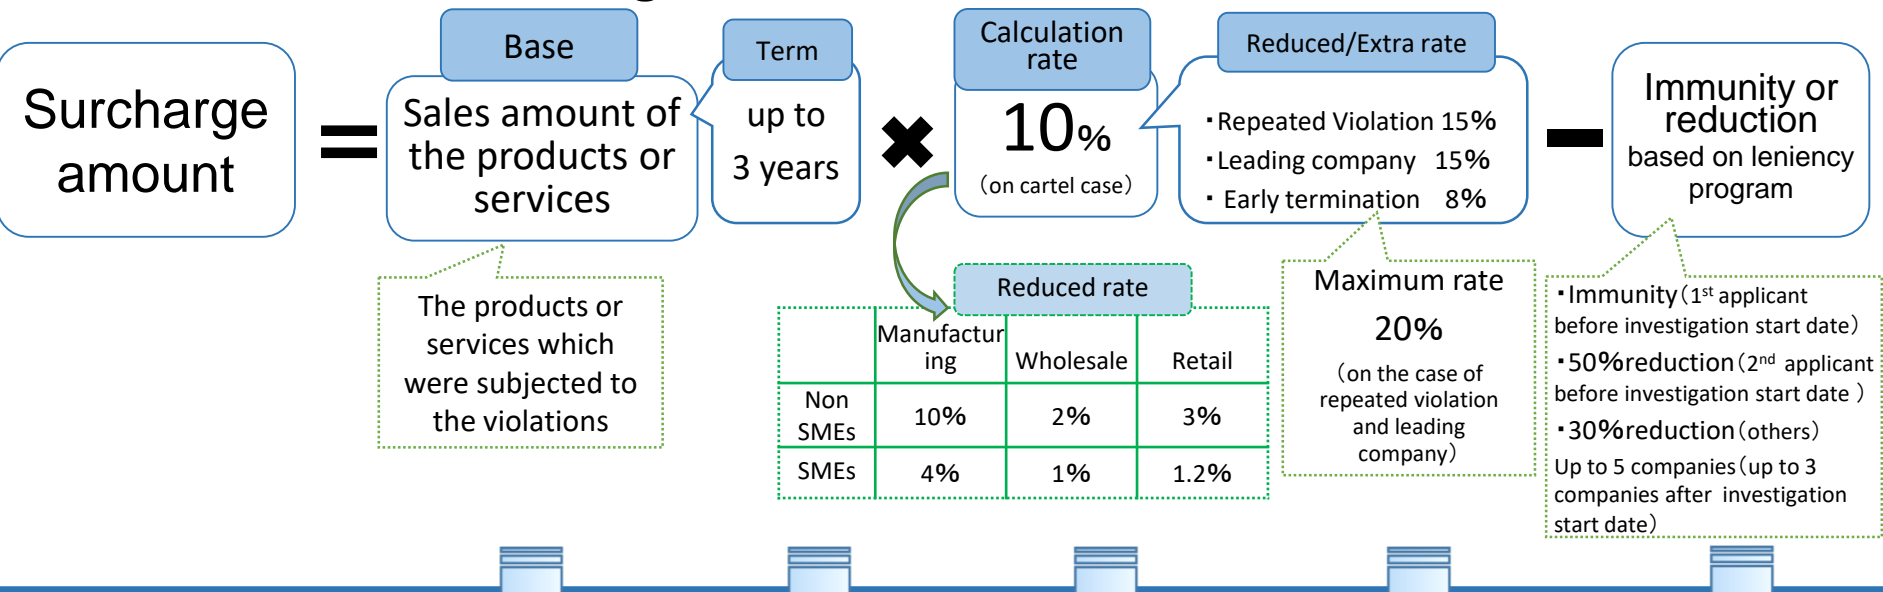 Surcharge
amount
=
Base
Sales amount of
the products or
services
Term
up to
3 years
✖
Calculation
rate
10%
（on cartel case）
Reduced/Extra rate
・Repeated Violation 15%
・Leading company 15%
・Early termination 8%
Immunity or
reduction
based on leniency
program
The products or
services which
were subjected to
the violations
Reduced rate
Manufactur
ing
Wholesale
Retail
Non
SMEs
10%
2%
3%
SMEs
4%
1%
1.2%
Maximum rate
20%
（on the case of
repeated violation
and leading
company）
・Immunity（1st applicant
before investigation start date）
・50%reduction（2nd applicant
before investigation start date ）
・30%reduction（others）
Up to 5 companies（up to 3
companies after investigation
start date）